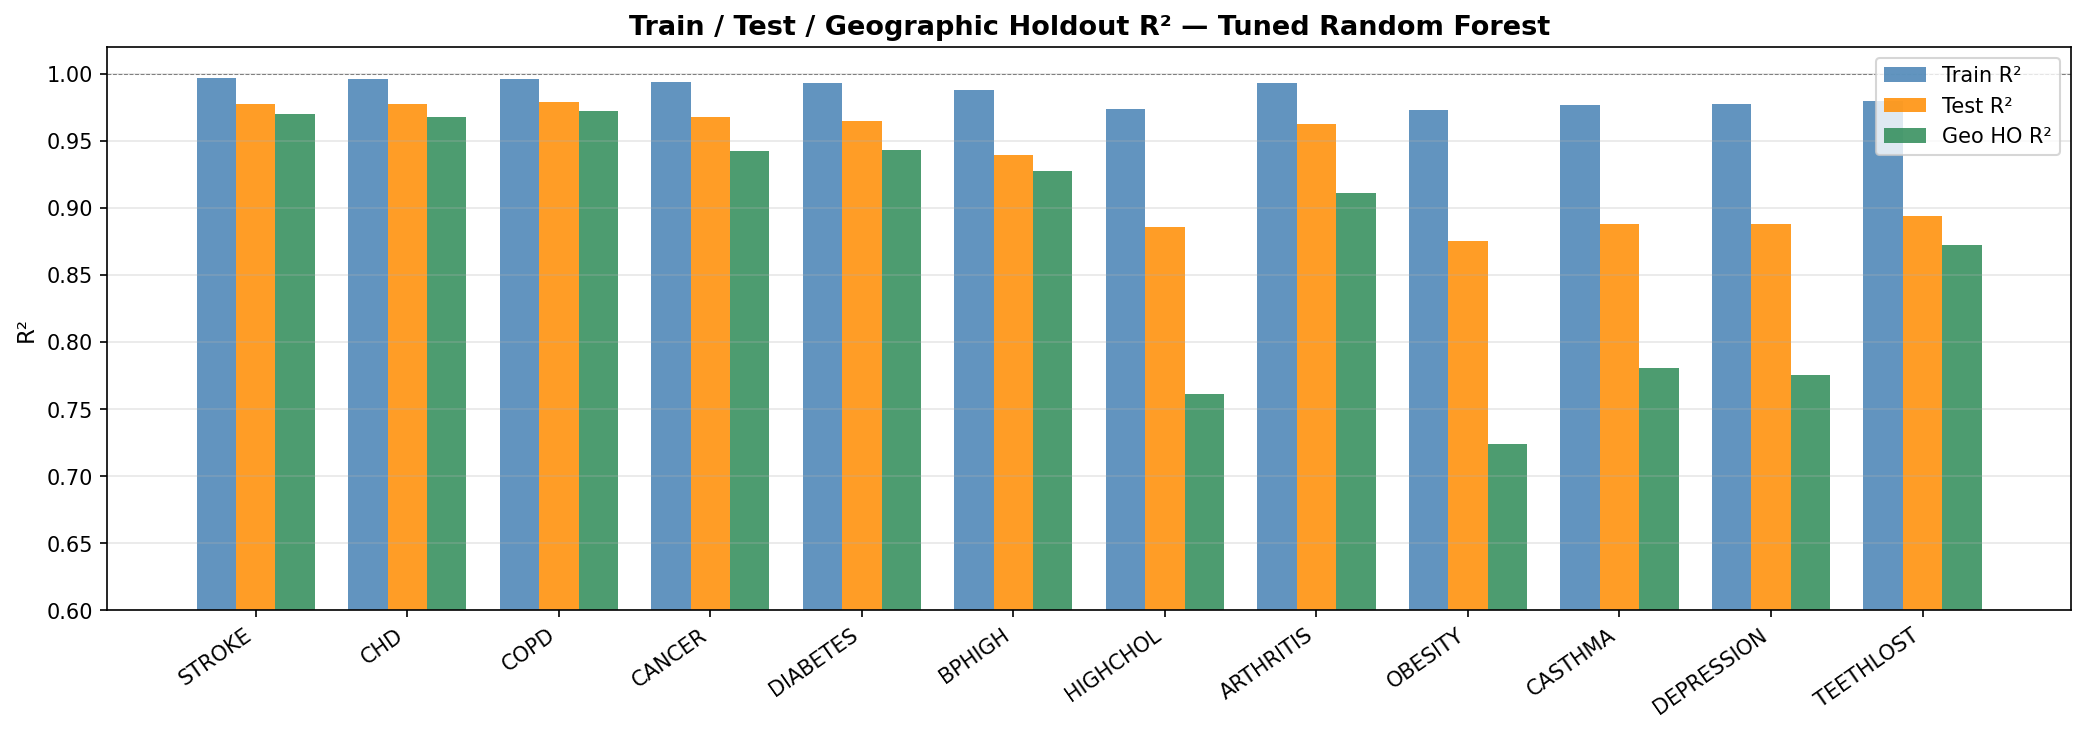 Train / Test / Geographic Holdout R² — Tuned Random Forest
Train R²
Test R²
Geo HO R²
R²
1.00
0.95
0.90
0.85
0.80
0.75
0.70
0.65
0.60
STROKE
CHD
COPD
CANCER
DIABETES
BPHIGH
HIGHCHOL
ARTHRITIS
OBESITY
CASTHMA
DEPRESSION
TEETHLOST